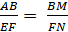 AB/EF = BM/FN